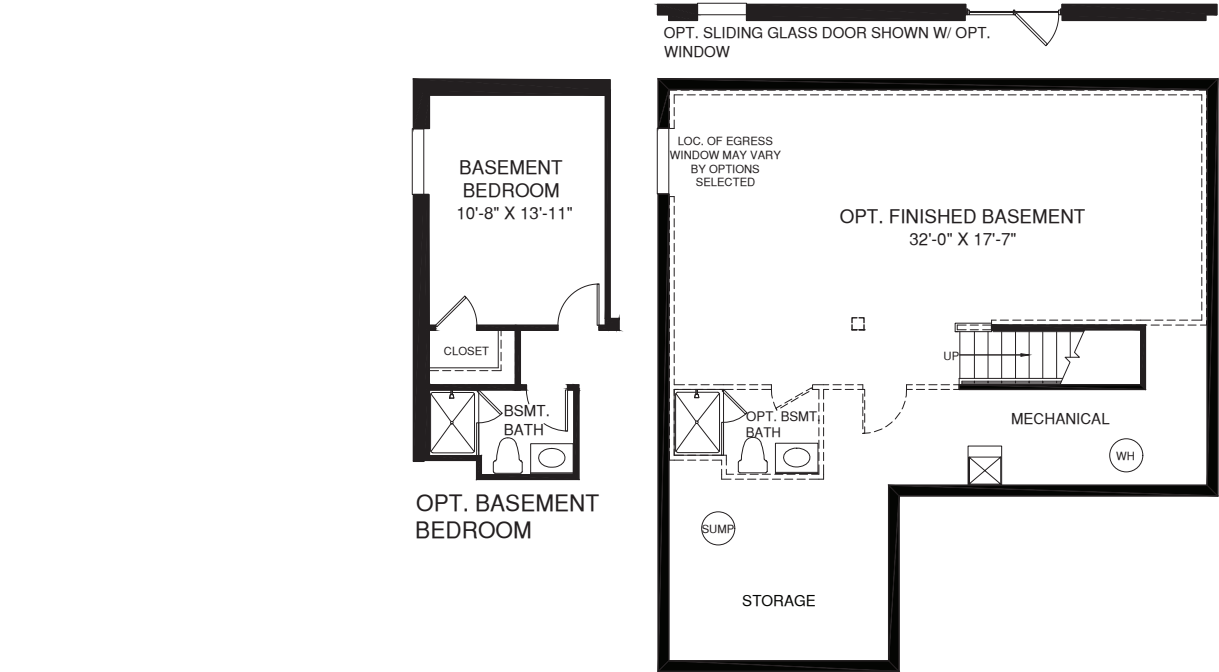 OPT. SLIDING GLASS DOOR SHOWN W/ OPT.
WINDOW
BASEMENT
BEDROOM
10'-8" X 13'-11"
CLOSET
BSMT.
BATH
OPT. BASEMENT
BEDROOM
LOC. OF EGRESS
WINDOW MAY VARY
BY OPTIONS
SELECTED
OPT. FINISHED BASEMENT
32'-0" X 17'-7"
UP
OPT. BSMT.
BATH
MECHANICAL
WH
SUMP
STORAGE